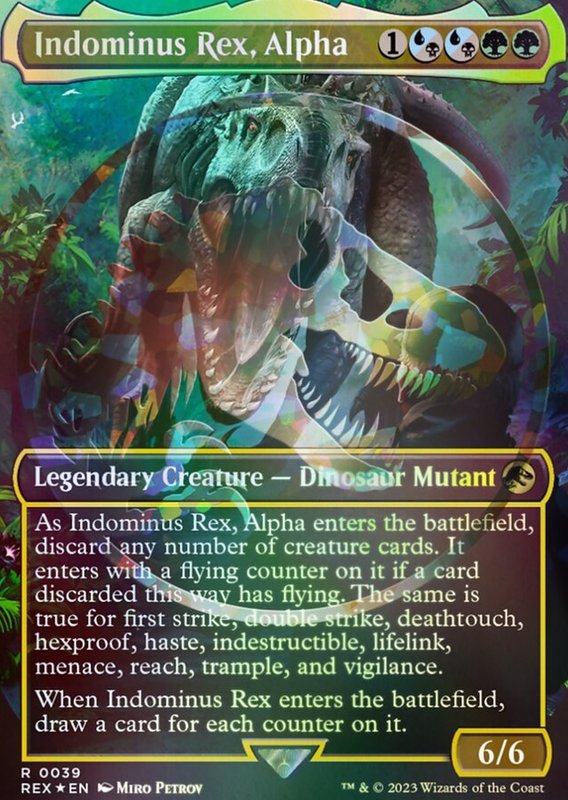 Indominus Rex, Alpha 1
Legendary Creature — Dinosaur Mutant
As Indominus Rex, Alpha enters the battlefield,
discard any number of creature cards. It
enters with a flying counter on it if a card
discarded this way has flying. The same is
true for first strike, double strike, deathtouch,
hexproof, haste, indestructible, lifelink,
menace, reach, trample, and vigilance.
When Indominus Rex enters the battlefield,
draw a card for each counter on it.
6/6
R 0039
REX★EN Miro Petrov
™ & © 2023 Wizards of the Coast